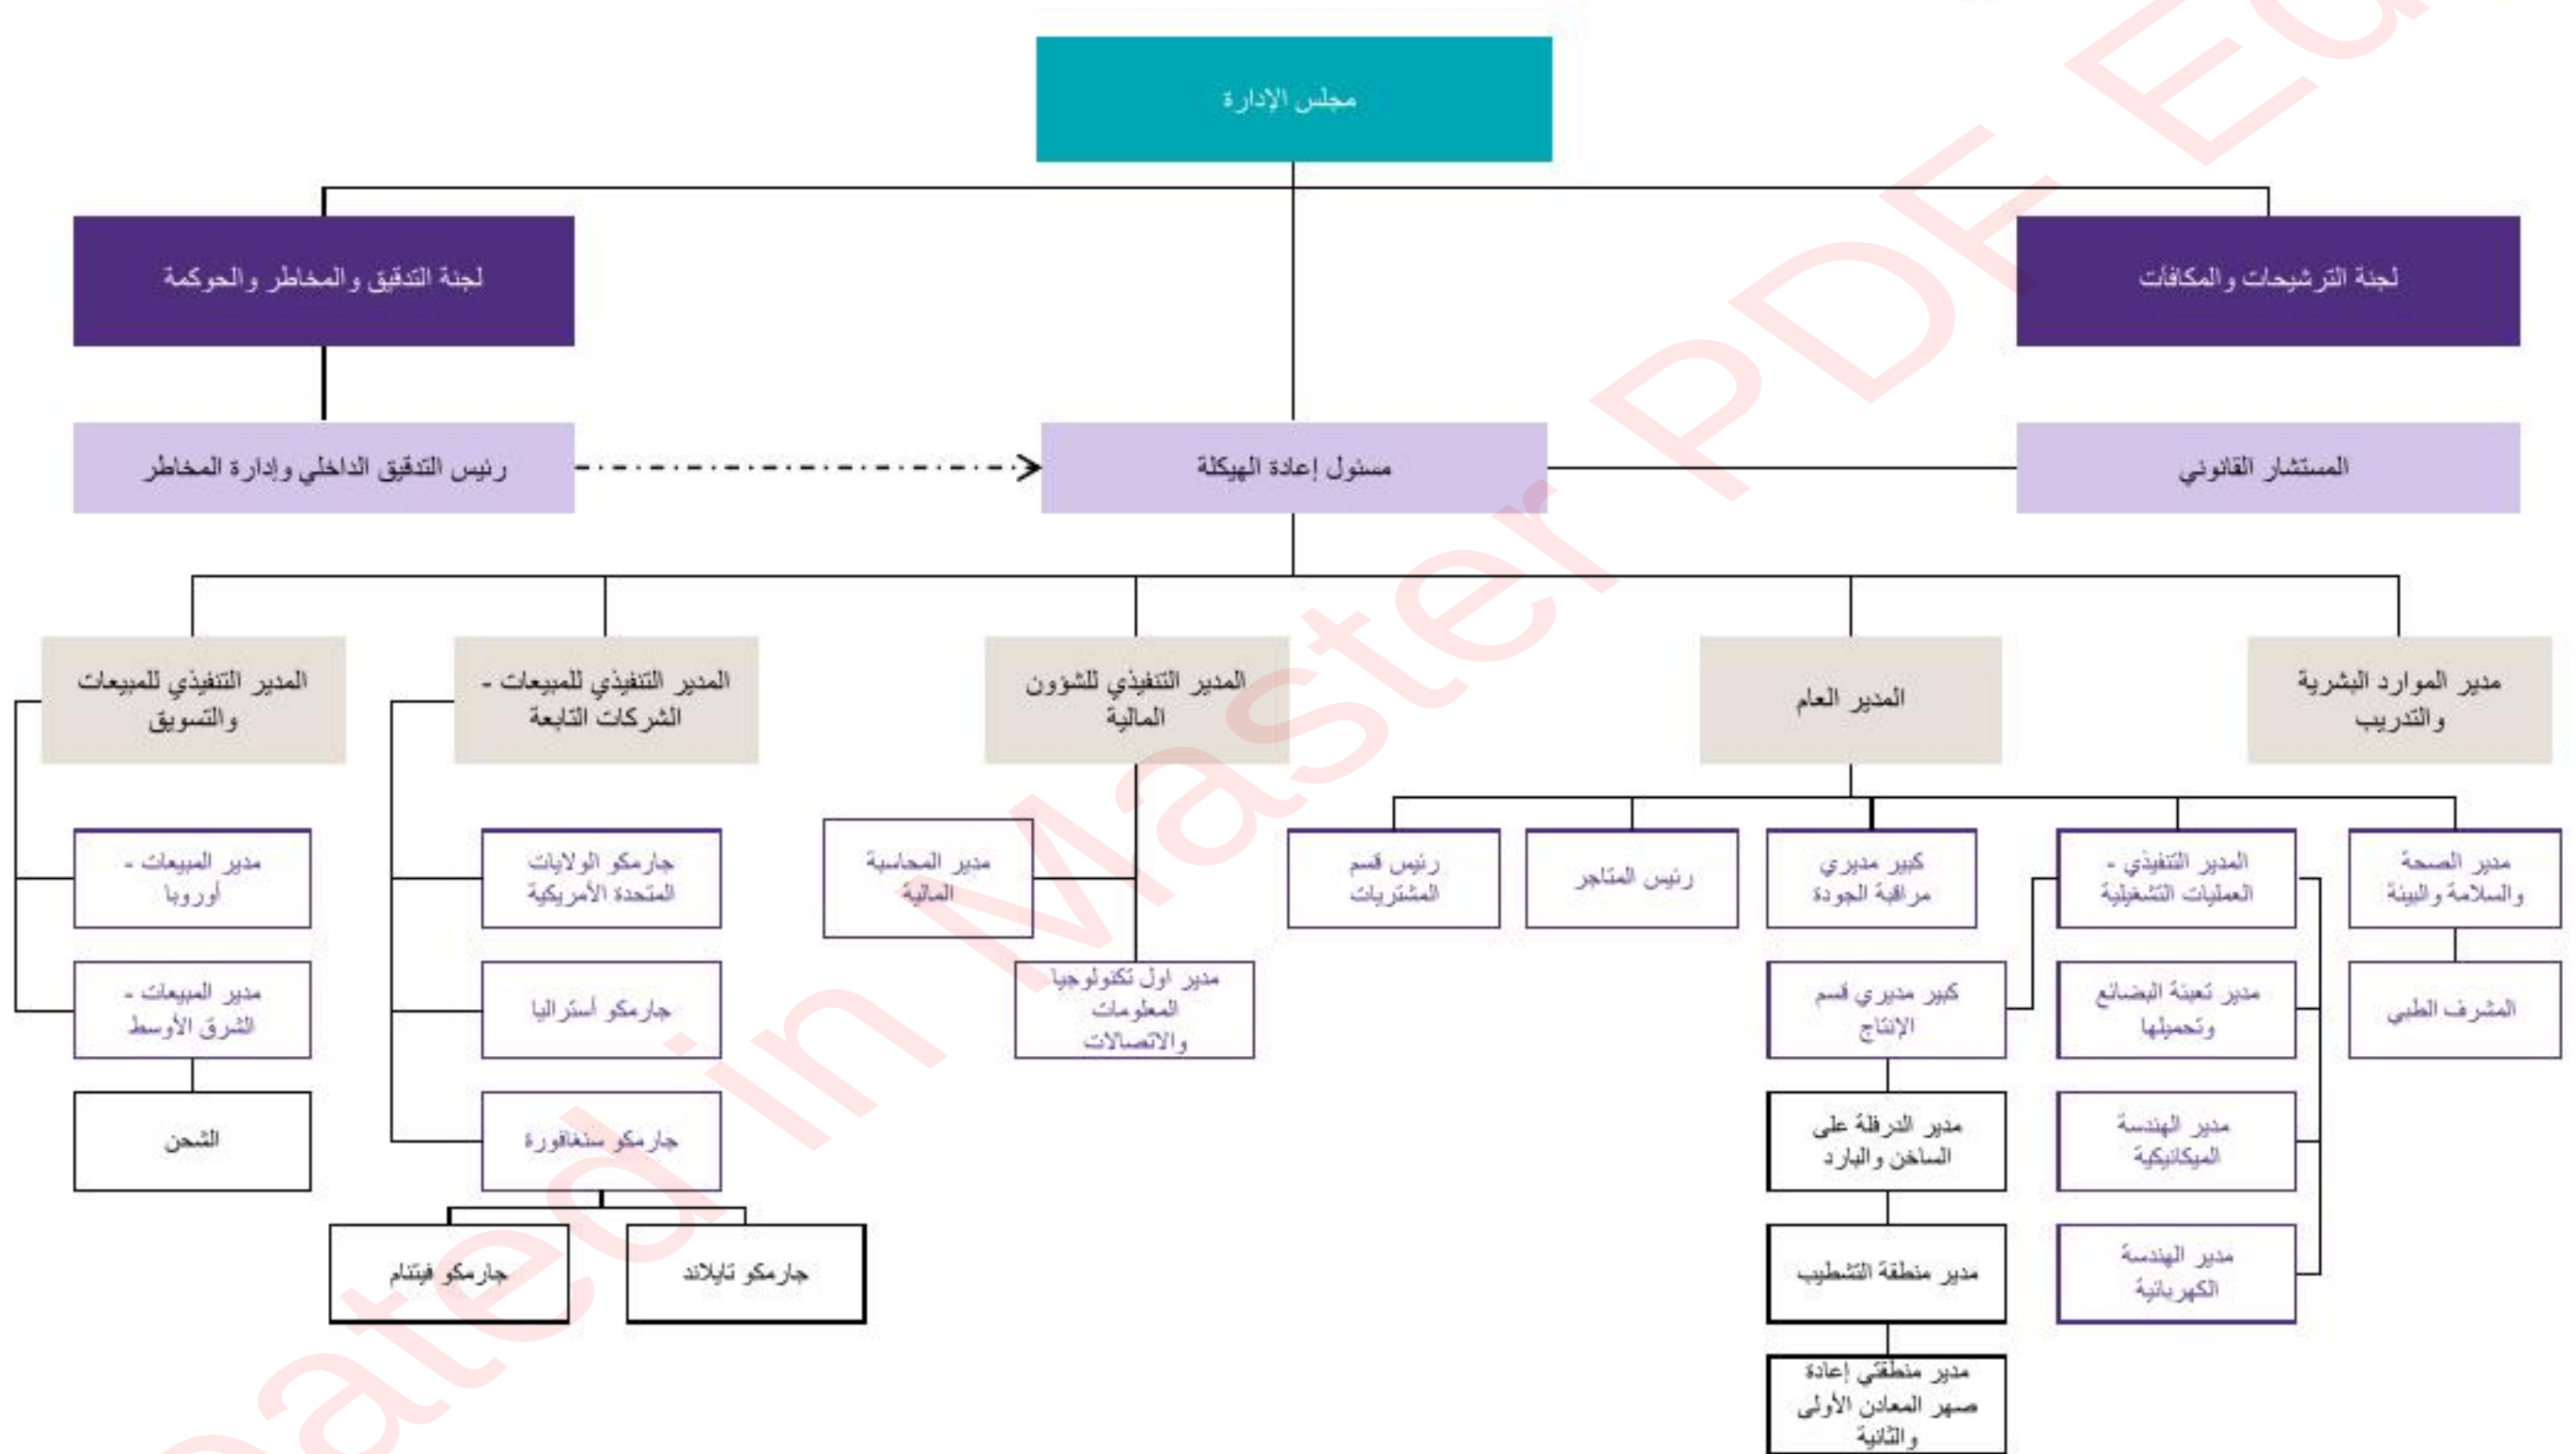 مجلس الإدارة
لجنة الترشيحات والمكافآت
لجنة التدقيق والمخاطر والحوكمة
المستشار القانوني
مسئول إعادة الهيكلة
رئيس التدقيق الداخلي وإدارة المخاطر
مدير الموارد البشرية
والتدريب
المدير العام
المدير التنفيذي للشؤون
المالية
المدير التنفيذي للمبيعات -
الشركات التابعة
المدير التنفيذي للمبيعات
والتسويق
مدير الصحة
والسلامة والبيئة
المدير التنفيذي -
العمليات التشغيلية
كبير مديري
مراقبة الجودة
رئيس المتاجر
رئيس قسم
المشتريات
مدير المحاسبة
المالية
جارمكو الولايات
المتحدة الأمريكية
مدير المبيعات -
أوروبا
المشرف الطبي
مدير تعبئة البضائع
وتحميلها
كبير مديري قسم
الإنتاج
مدير اول تكنولوجيا
المعلومات
والاتصالات
جارمكو أستراليا
مدير المبيعات -
الشرق الأوسط
مدير الهندسة
الميكانيكية
مدير الدرفلة على
الساخن والبارد
جارمكو سنغافورة
الشحن
مدير الهندسة
الكهربائية
مدير منطقة التشطيب
جارمكو تايلاند
جارمكو فيتنام
مدير منطقتي إعادة
صهر المعادن الأولى
والثانية
ated in Master PDF Ed